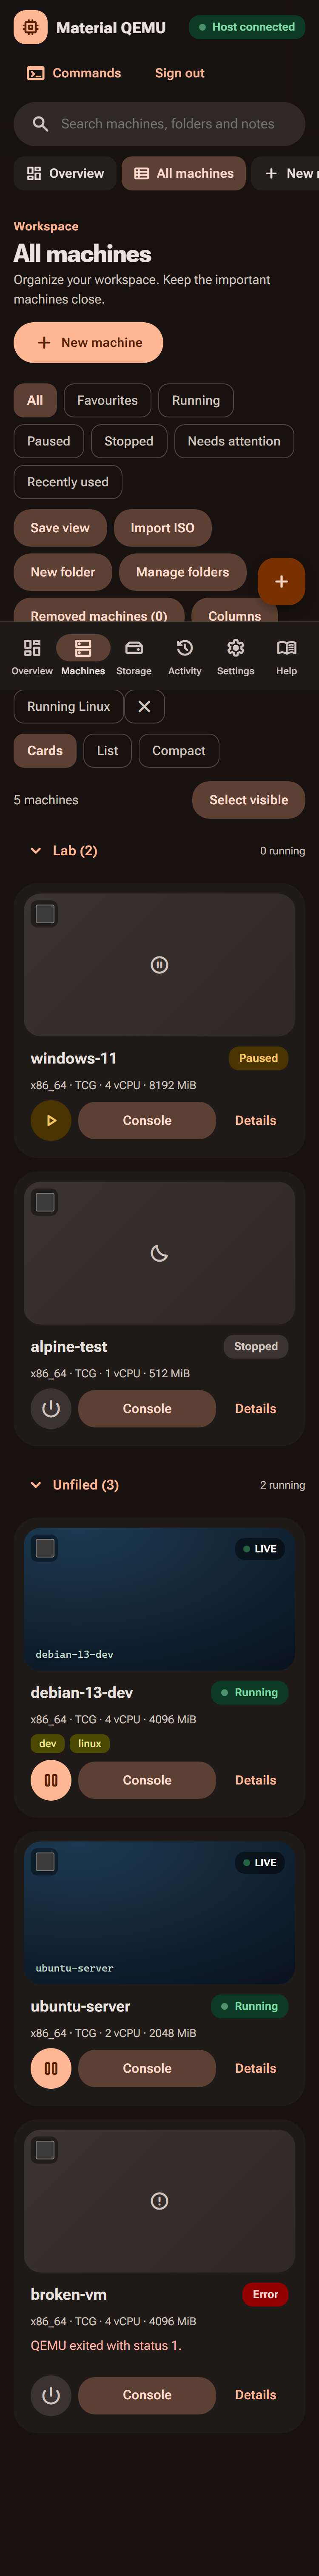 Material QEMU
Host connected
Commands
Sign out
Search machines, folders and notes
Overview
All machines
Workspace
All machines
Organize your workspace. Keep the important
machines close.
New machine
All
Favourites
Running
Paused
Stopped
Needs attention
Recently used
Save view
Import ISO
New folder
Manage folders
Removed machines (0)
Columns
Overview
Machines
Storage
Activity
Settings
Help
Running Linux
Cards
List
Compact
5 machines
Select visible
Lab (2)
0 running
windows-11
Paused
x86_64 · TCG · 4 vCPU · 8192 MiB
Console
Details
alpine-test
Stopped
x86_64 · TCG · 1 vCPU · 512 MiB
Console
Details
Unfiled (3)
2 running
LIVE
debian-13-dev
debian-13-dev
Running
x86_64 · TCG · 4 vCPU · 4096 MiB
dev
linux
Console
Details
LIVE
ubuntu-server
ubuntu-server
Running
x86_64 · TCG · 2 vCPU · 2048 MiB
Console
Details
broken-vm
Error
x86_64 · TCG · 4 vCPU · 4096 MiB
QEMU exited with status 1.
Console
Details